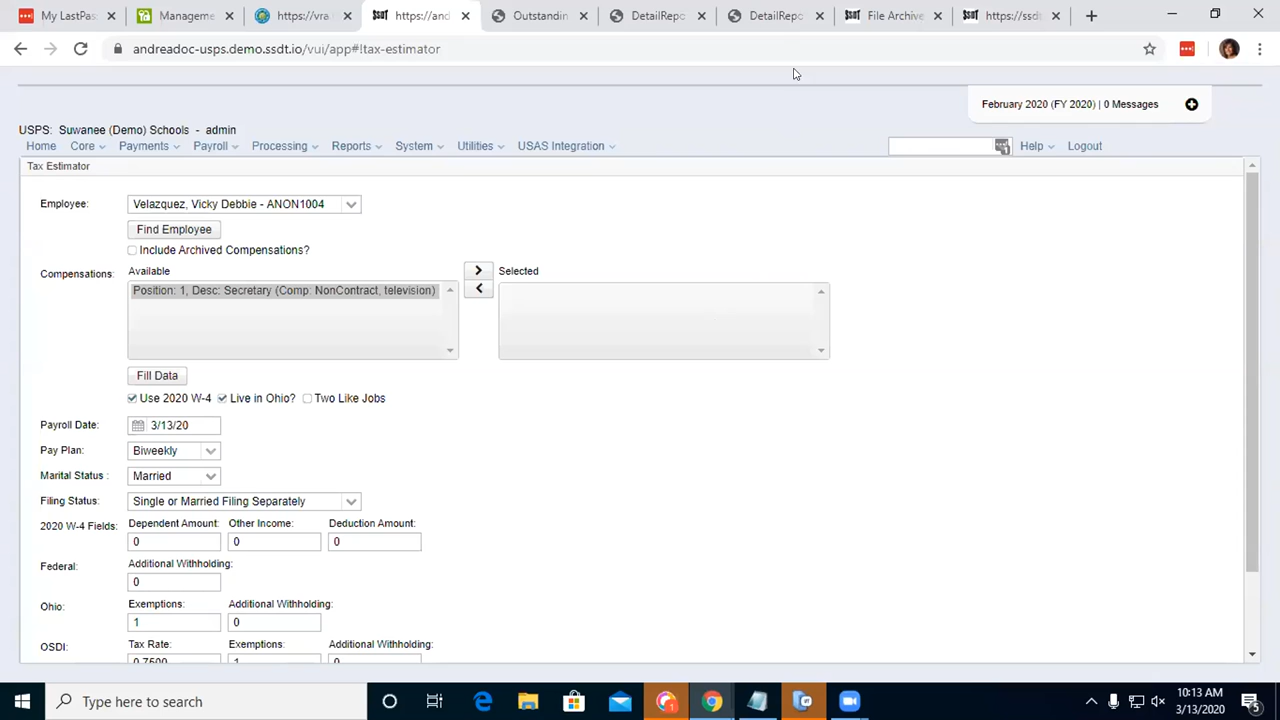 My LastPas
Manageme
https://vra.l
https://and
Outstandin
DetailRepo
DetailRepo
File Archive
https://ssdt
andreadoc-usps.demo.ssdt.io/vui/app#!tax-estimator
February 2020 (FY 2020) | 0 Messages
USPS: Suwanee (Demo) Schools - admin
Home Core Payments Payroll Processing Reports System Utilities USAS Integration Help Logout
Tax Estimator
Employee: Velazquez, Vicky Debbie - ANON1004
Find Employee
Include Archived Compensations?
Compensations: Available Selected
Position: 1, Desc: Secretary (Comp: NonContract, television)
Fill Data
Use 2020 W-4 Live in Ohio? Two Like Jobs
Payroll Date: 3/13/20
Pay Plan: Biweekly
Marital Status : Married
Filing Status: Single or Married Filing Separately
2020 W-4 Fields: Dependent Amount: Other Income: Deduction Amount:
0 0 0
Federal: Additional Withholding:
0
Ohio: Exemptions: Additional Withholding:
1 0
OSDI: Tax Rate: Exemptions: Additional Withholding:
0.7500 1 0
Type here to search
10:13 AM
3/13/2020
5